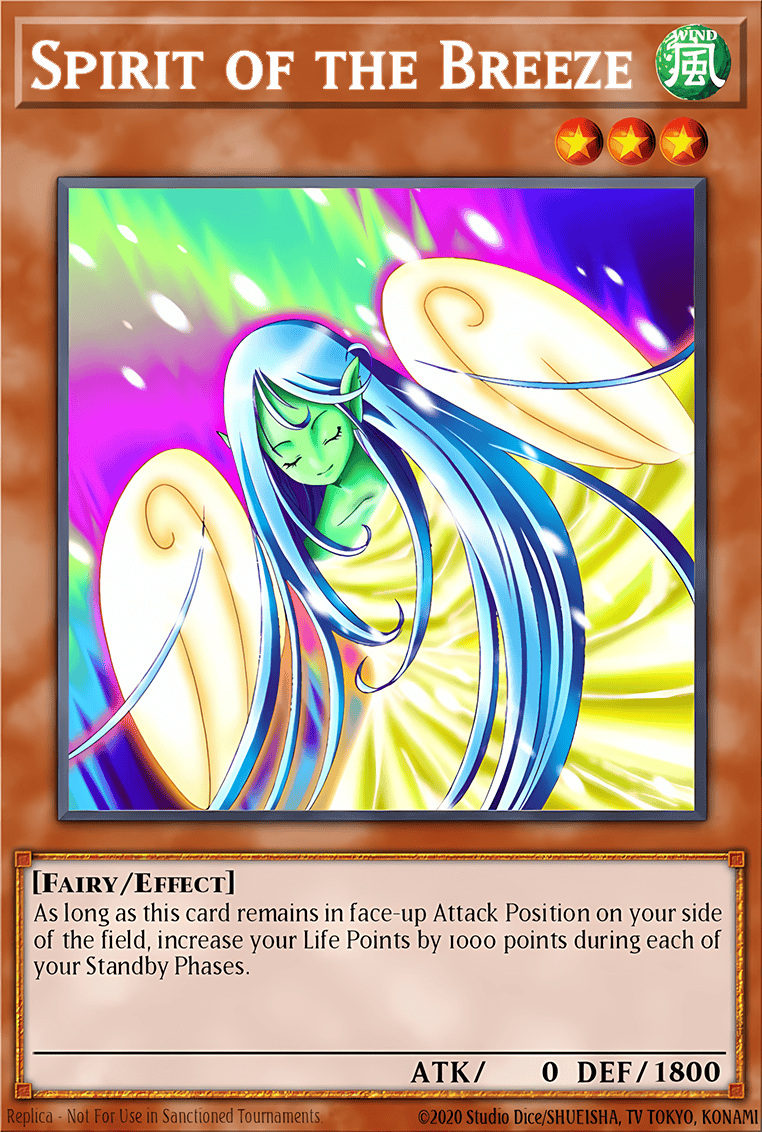 Spirit of the Breeze
WIND
風
[Fairy/Effect]
As long as this card remains in face-up Attack Position on your side
of the field, increase your Life Points by 1000 points during each of
your Standby Phases.
ATK/ 0 DEF/1800
Replica - Not For Use in Sanctioned Tournaments.
©2020 Studio Dice/SHUEISHA, TV TOKYO, KONAMI